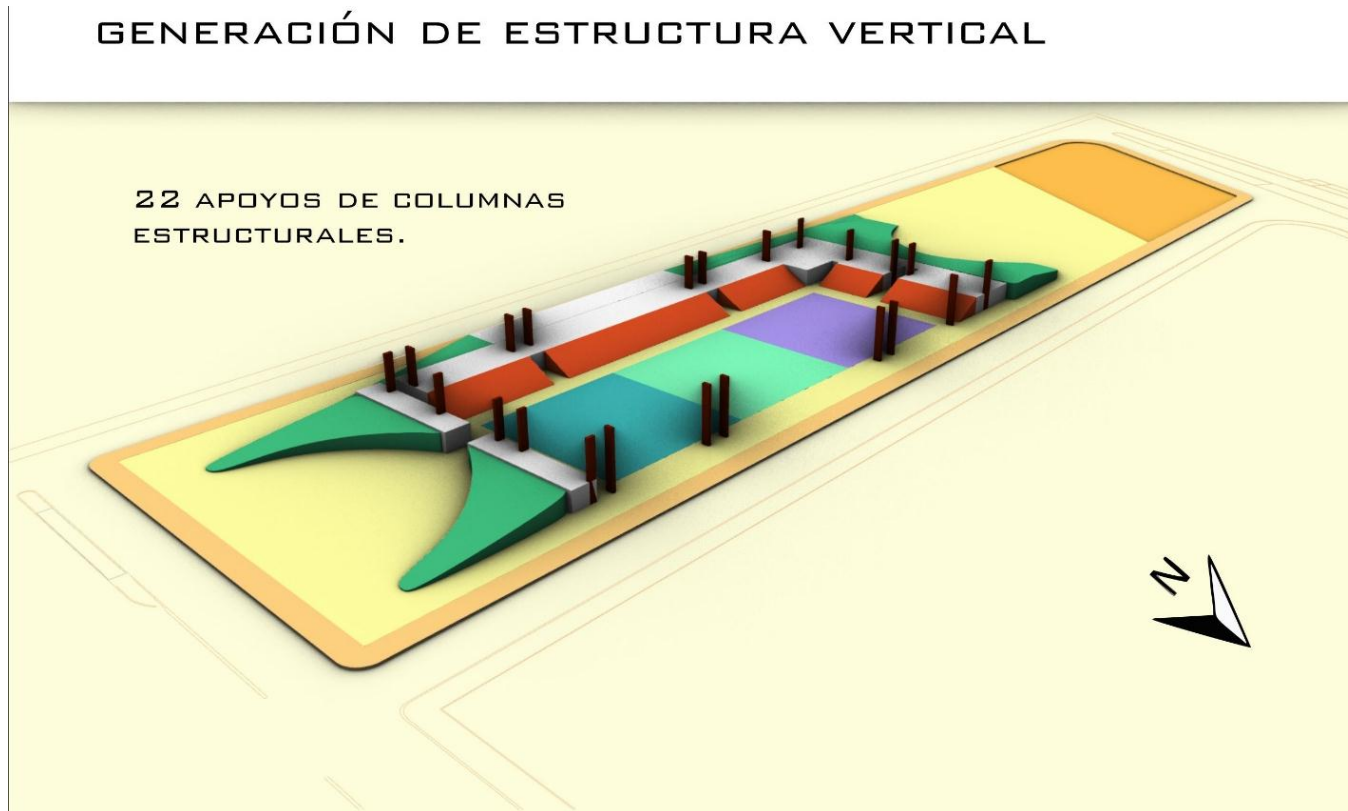 GENERACIÓN DE ESTRUCTURA VERTICAL
22 APOYOS DE COLUMNAS
ESTRUCTURALES.
N